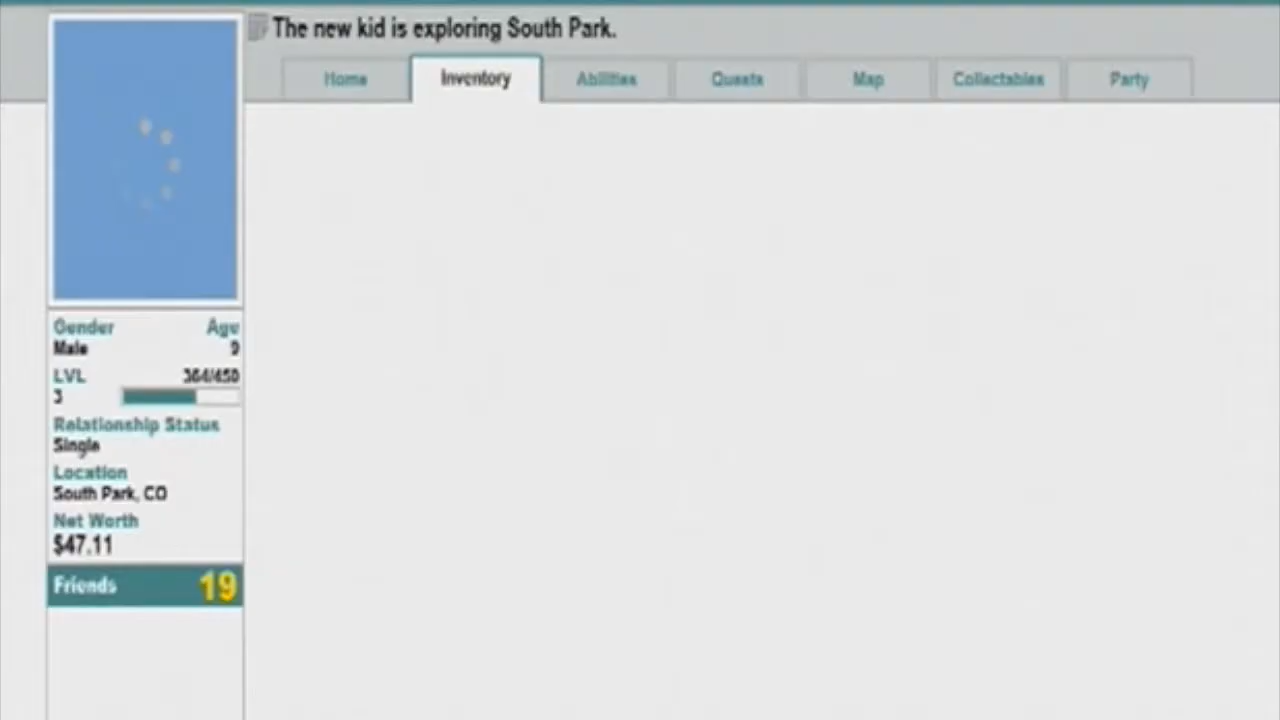 The new kid is exploring South Park.
Home Inventory Abilities Quests Map Collectables Party
Gender Age
Male 9
LVL 364/450
3
Relationship Status
Single
Location
South Park, CO
Net Worth
$47.11
Friends 19